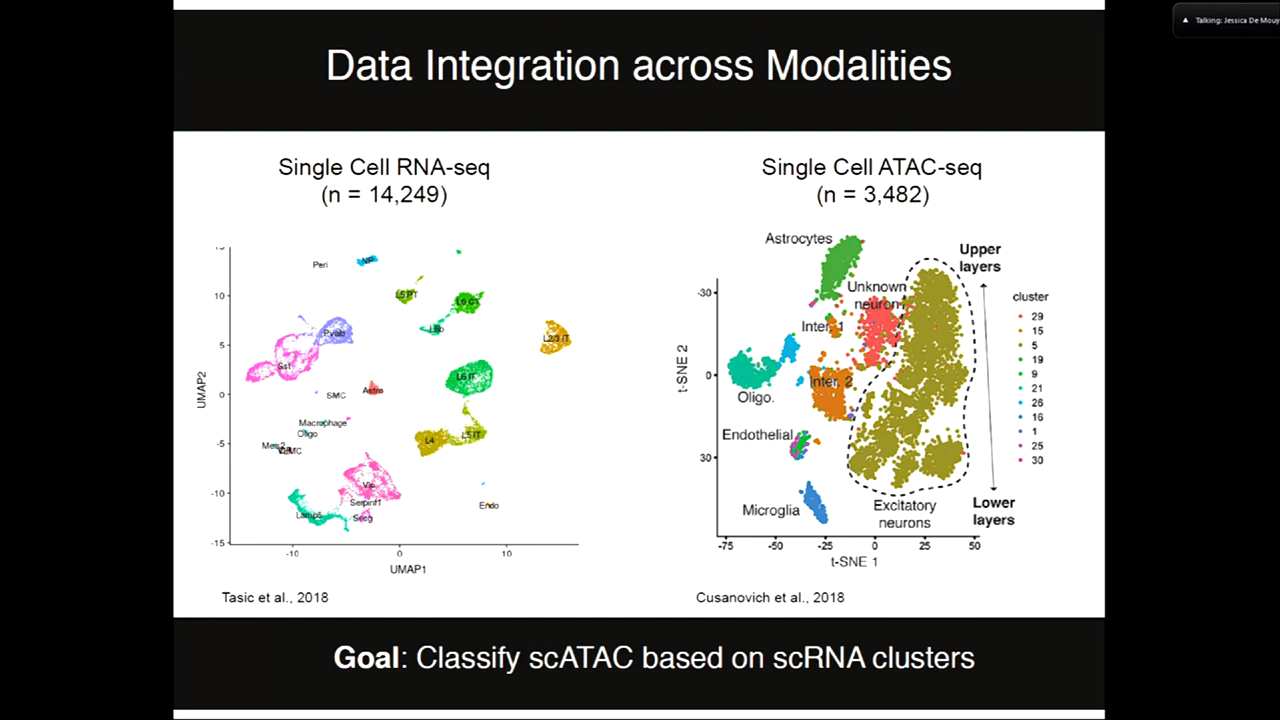 Talking: Jessica De Mouy
Data Integration across Modalities
Single Cell RNA-seq
(n = 14,249)
Peri
NP
L5 PT
L6 CT
L6b
L2/3 IT
Pvalb
Sst
L6 IT
SMC
Astro
Macrophage
Oligo
L4
L5 IT
Vip
Serpinf1
Lamp5
Sncg
Endo
10
5
0
-5
-10
-15
-10
0
10
UMAP2
UMAP1
Tasic et al., 2018
Single Cell ATAC-seq
(n = 3,482)
Astrocytes
Unknown
neuron
Inter. 1
Inter. 2
Oligo.
Endothelial
Microglia
Excitatory
neurons
Upper
layers
Lower
layers
-30
0
30
t-SNE 2
-75
-50
-25
0
25
50
t-SNE 1
cluster
29
15
5
19
9
21
26
16
1
25
30
Cusanovich et al., 2018
Goal: Classify scATAC based on scRNA clusters